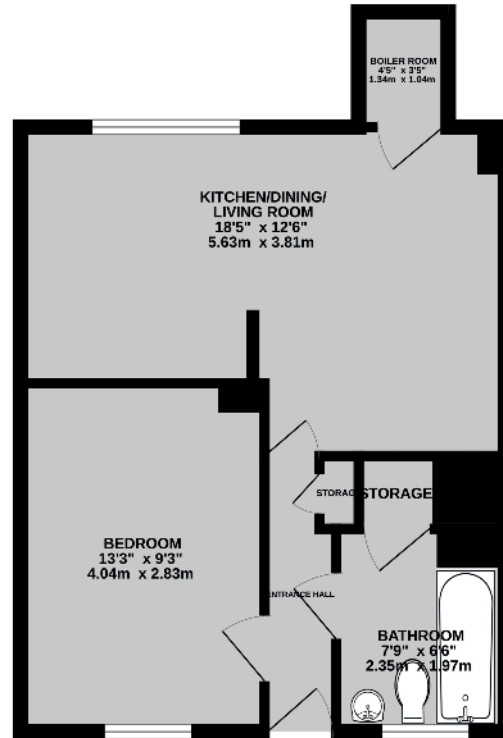 BOILER ROOM
4'5" x 3'5"
1.34m x 1.04m
KITCHEN/DINING/
LIVING ROOM
18'5" x 12'6"
5.63m x 3.81m
STORAG
STORAGE
BEDROOM
13'3" x 9'3"
4.04m x 2.83m
ENTRANCE HALL
BATHROOM
7'9" x 6'6"
2.35m x 1.97m